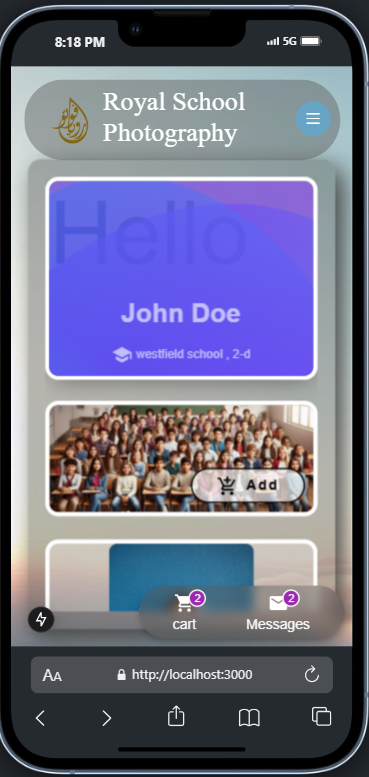 8:18 PM
5G
Royal School
Photography
Hello
John Doe
westfield school , 2-d
Add
2
2
cart
Messages
AA
http://localhost:3000